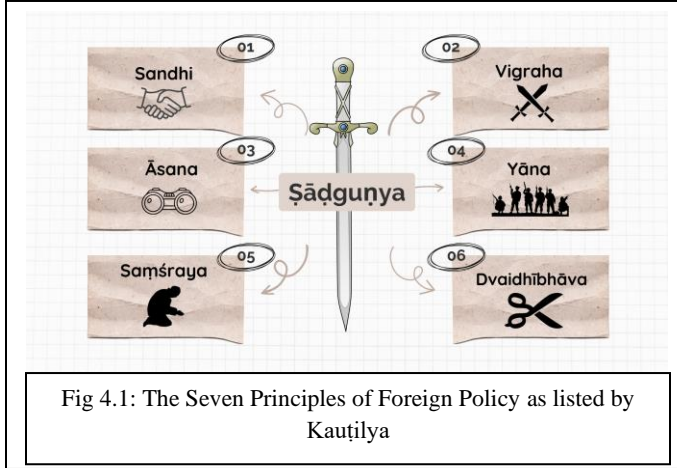 01
Sandhi
02
Vigraha
03
Āsana
04
Yāna
Ṣāḍguṇya
05
Saṃśraya
06
Dvaidhībhāva
Fig 4.1: The Seven Principles of Foreign Policy as listed by
Kauṭilya